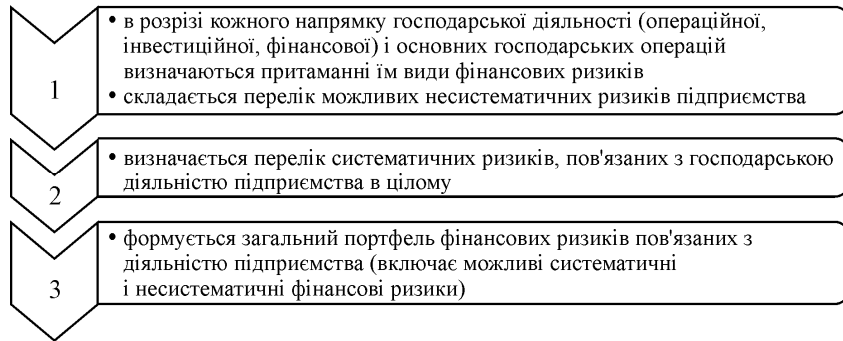 1
• в розрізі кожного напрямку господарської діяльності (операційної,
інвестиційної, фінансової) і основних господарських операцій
визначаються притаманні їм види фінансових ризиків
• складається перелік можливих несистематичних ризиків підприємства
2
• визначається перелік систематичних ризиків, пов'язаних з господарською
діяльністю підприємства в цілому
3
• формується загальний портфель фінансових ризиків пов'язаних з
діяльністю підприємства (включає можливі систематичні
і несистематичні фінансові ризики)